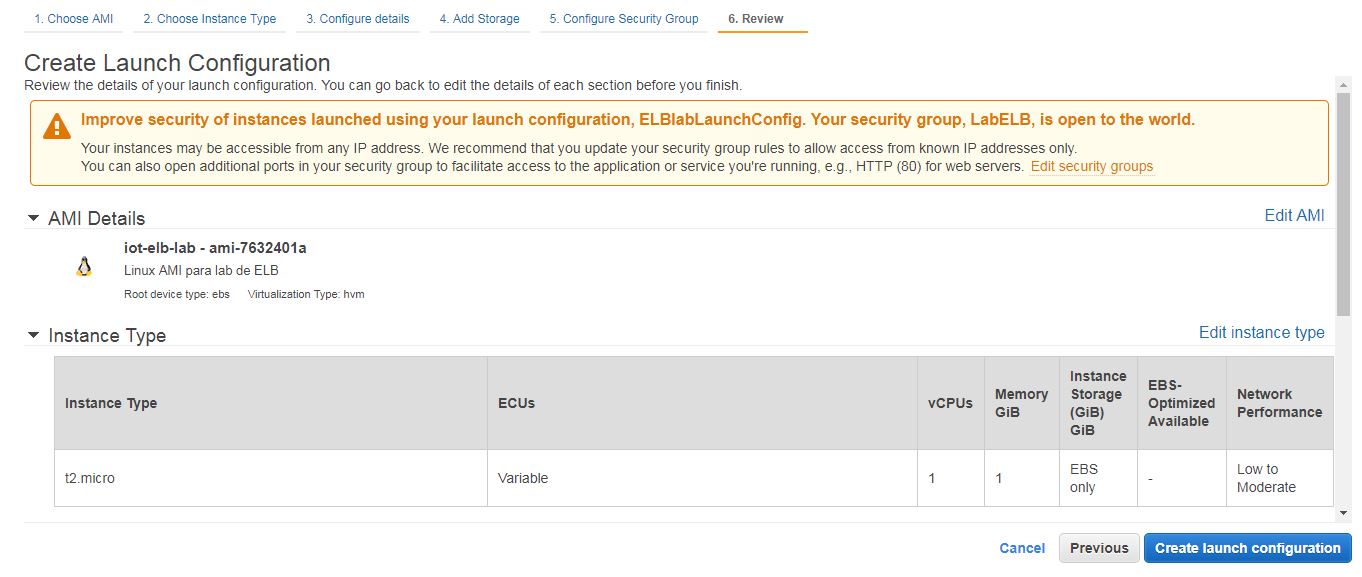 1. Choose AMI 2. Choose Instance Type 3. Configure details 4. Add Storage 5. Configure Security Group 6. Review
Create Launch Configuration
Review the details of your launch configuration. You can go back to edit the details of each section before you finish.
Improve security of instances launched using your launch configuration, ELBlabLaunchConfig. Your security group, LabELB, is open to the world.
Your instances may be accessible from any IP address. We recommend that you update your security group rules to allow access from known IP addresses only.
You can also open additional ports in your security group to facilitate access to the application or service you're running, e.g., HTTP (80) for web servers. Edit security groups
AMI Details Edit AMI
iot-elb-lab - ami-7632401a
Linux AMI para lab de ELB
Root device type: ebs Virtualization Type: hvm
Instance Type Edit instance type
Instance Type ECUs vCPUs Memory GiB Instance Storage (GiB) GiB EBS-Optimized Available Network Performance
t2.micro Variable 1 1 EBS only - Low to Moderate
Cancel Previous Create launch configuration